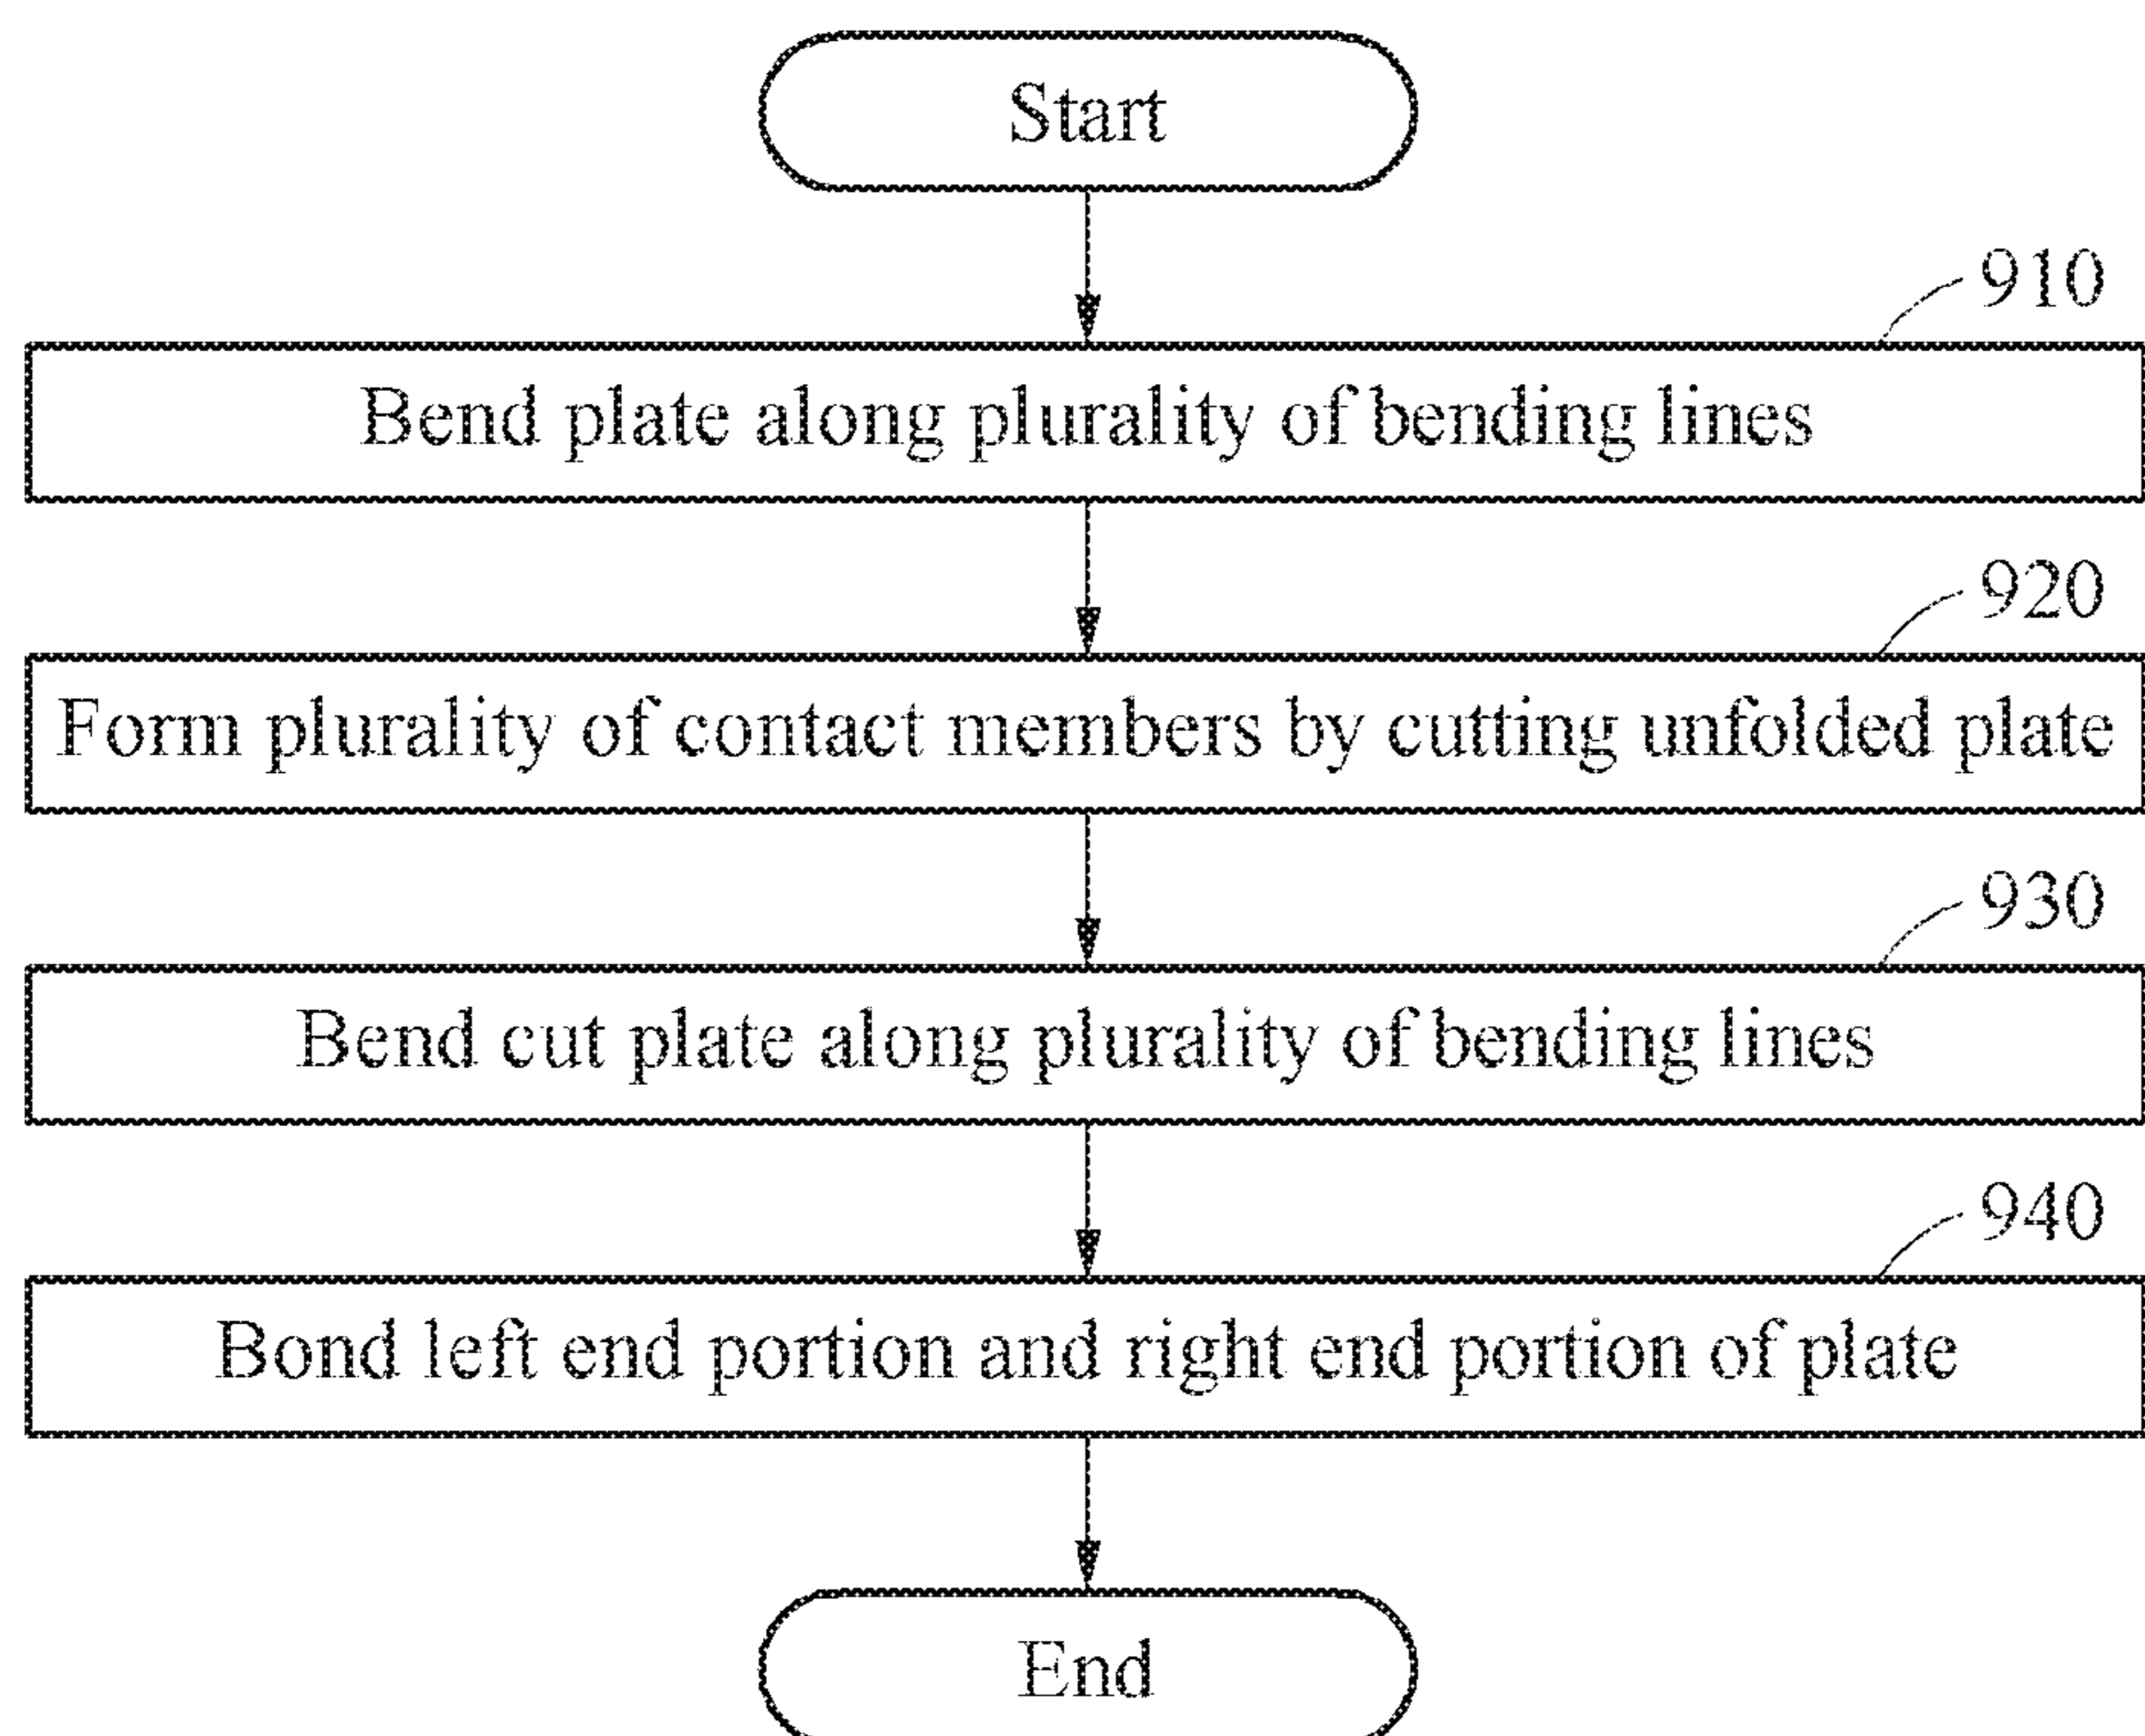 Start
910
Bend plate along plurality of bending lines
920
Form plurality of contact members by cutting unfolded plate
930
Bend cut plate along plurality of bending lines
940
Bond left end portion and right end portion of plate
End